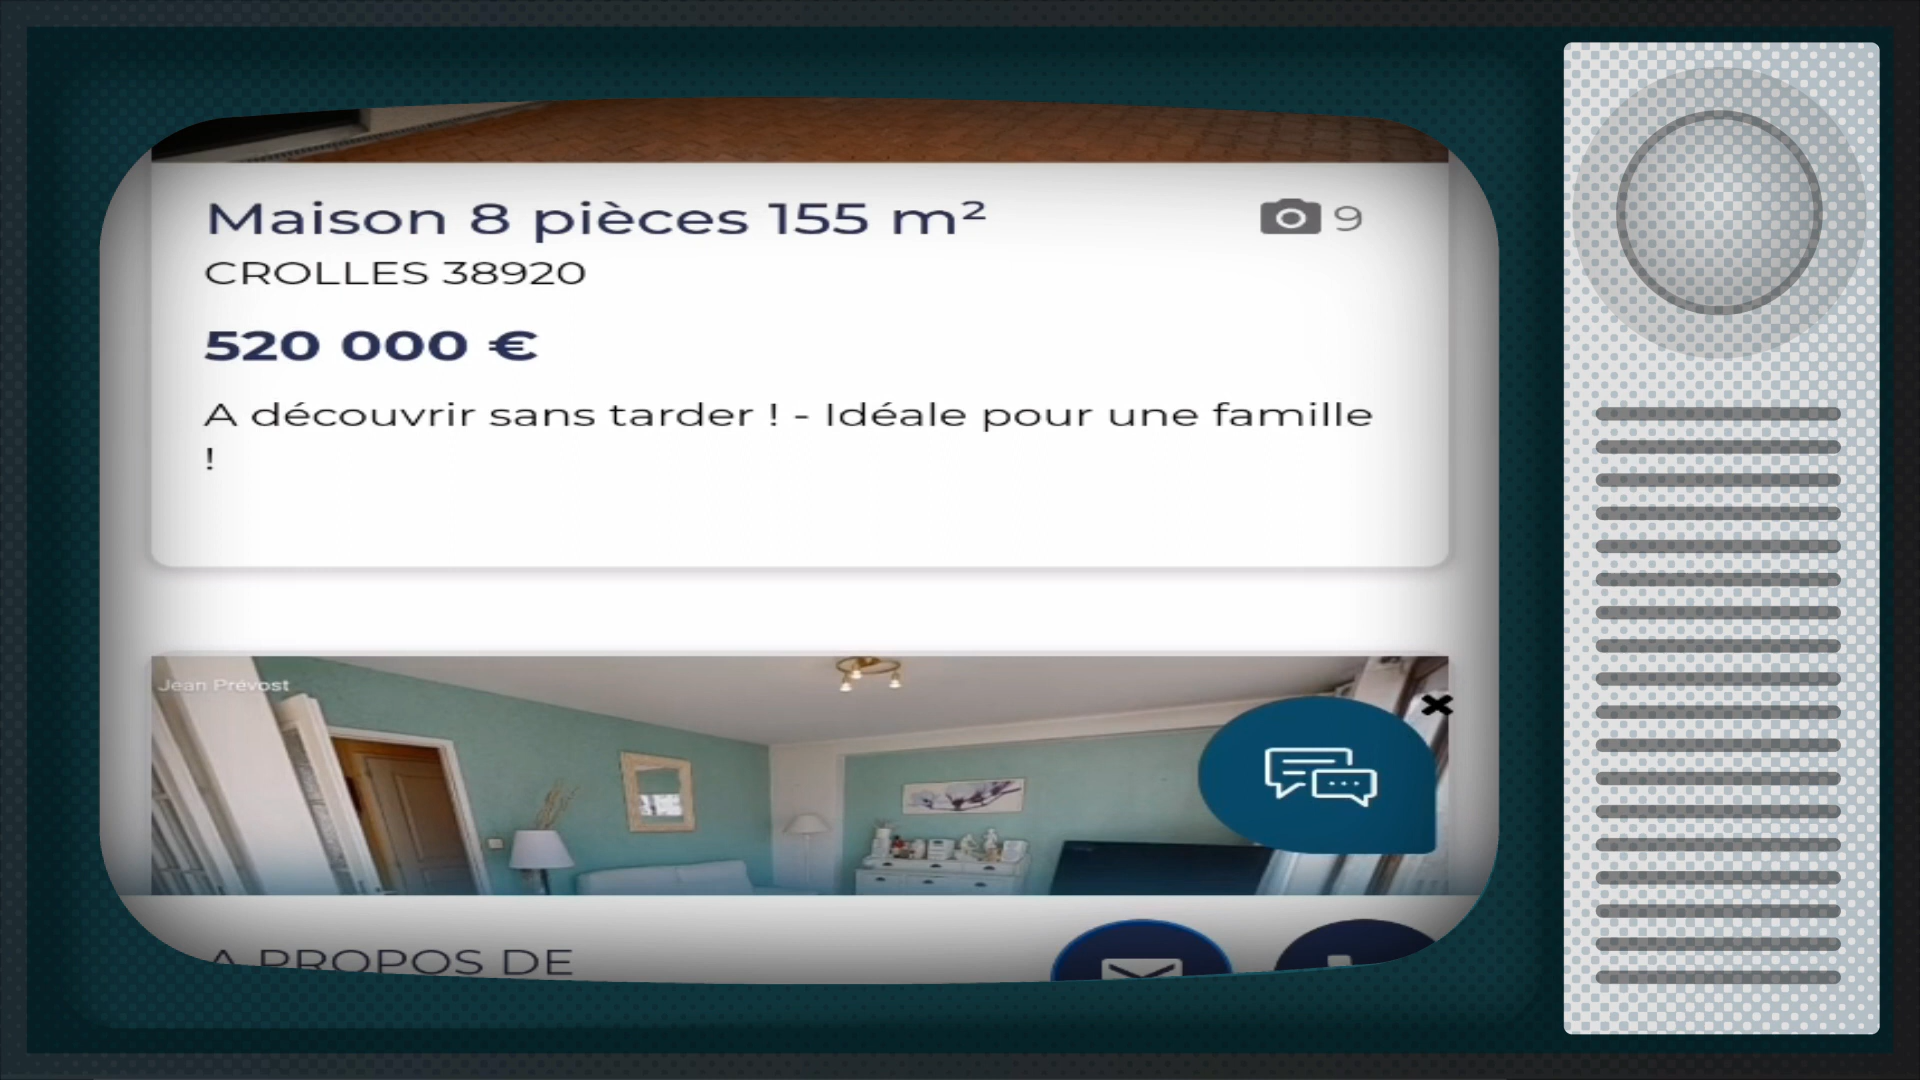 Maison 8 pièces 155 m²
9
CROLLES 38920
520 000 €
A découvrir sans tarder ! - Idéale pour une famille
!
Jean Prévost
A PROPOS DE